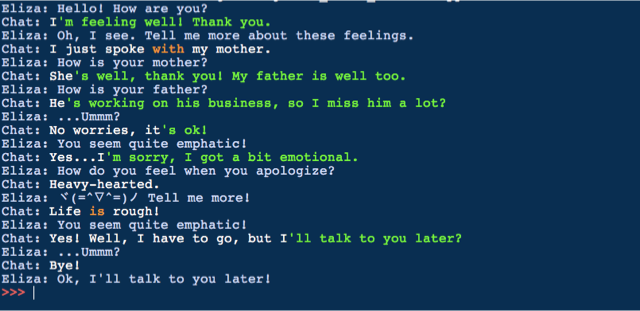 Eliza: Hello! How are you?
Chat: I'm feeling well! Thank you.
Eliza: Oh, I see. Tell me more about these feelings.
Chat: I just spoke with my mother.
Eliza: How is your mother?
Chat: She's well, thank you! My father is well too.
Eliza: How is your father?
Chat: He's working on his business, so I miss him a lot?
Eliza: ...Ummm?
Chat: No worries, it's ok!
Eliza: You seem quite emphatic!
Chat: Yes...I'm sorry, I got a bit emotional.
Eliza: How do you feel when you apologize?
Chat: Heavy-hearted.
Eliza: ヾ(=^▽^=)ノ Tell me more!
Chat: Life is rough!
Eliza: You seem quite emphatic!
Chat: Yes! Well, I have to go, but I'll talk to you later?
Eliza: ...Ummm?
Chat: Bye!
Eliza: Ok, I'll talk to you later!
>>>